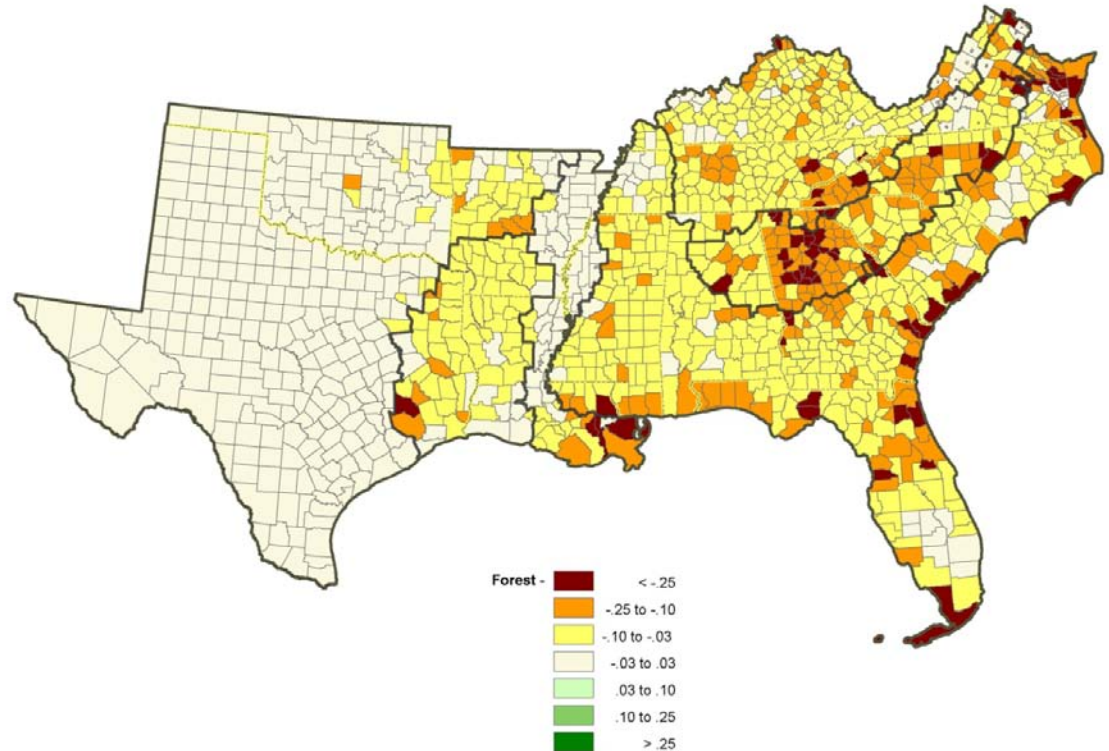 Forest - < -.25
-.25 to -.10
-.10 to -.03
-.03 to .03
.03 to .10
.10 to .25
> .25